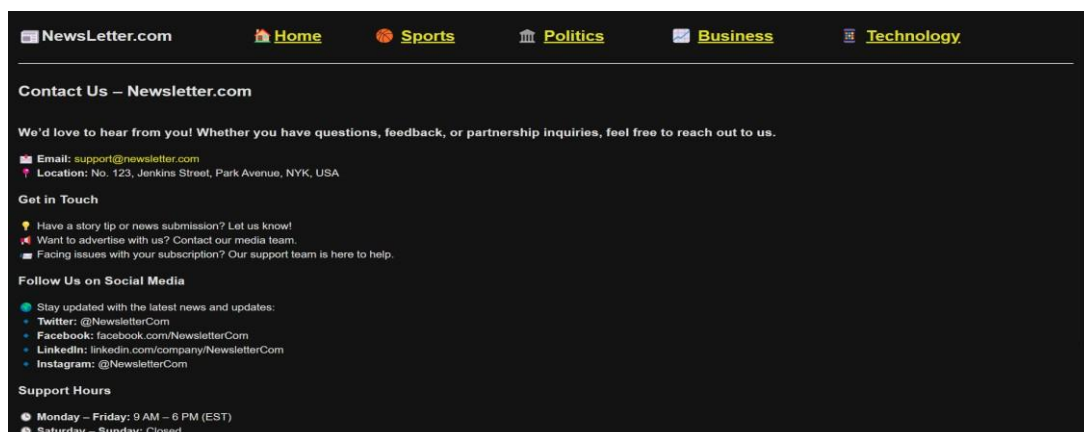 NewsLetter.com Home Sports Politics Business Technology
Contact Us – Newsletter.com
We'd love to hear from you! Whether you have questions, feedback, or partnership inquiries, feel free to reach out to us.
Email: support@newsletter.com
Location: No. 123, Jenkins Street, Park Avenue, NYK, USA
Get in Touch
Have a story tip or news submission? Let us know!
Want to advertise with us? Contact our media team.
Facing issues with your subscription? Our support team is here to help.
Follow Us on Social Media
Stay updated with the latest news and updates:
Twitter: @NewsletterCom
Facebook: facebook.com/NewsletterCom
LinkedIn: linkedin.com/company/NewsletterCom
Instagram: @NewsletterCom
Support Hours
Monday – Friday: 9 AM – 6 PM (EST)
Saturday – Sunday: Closed